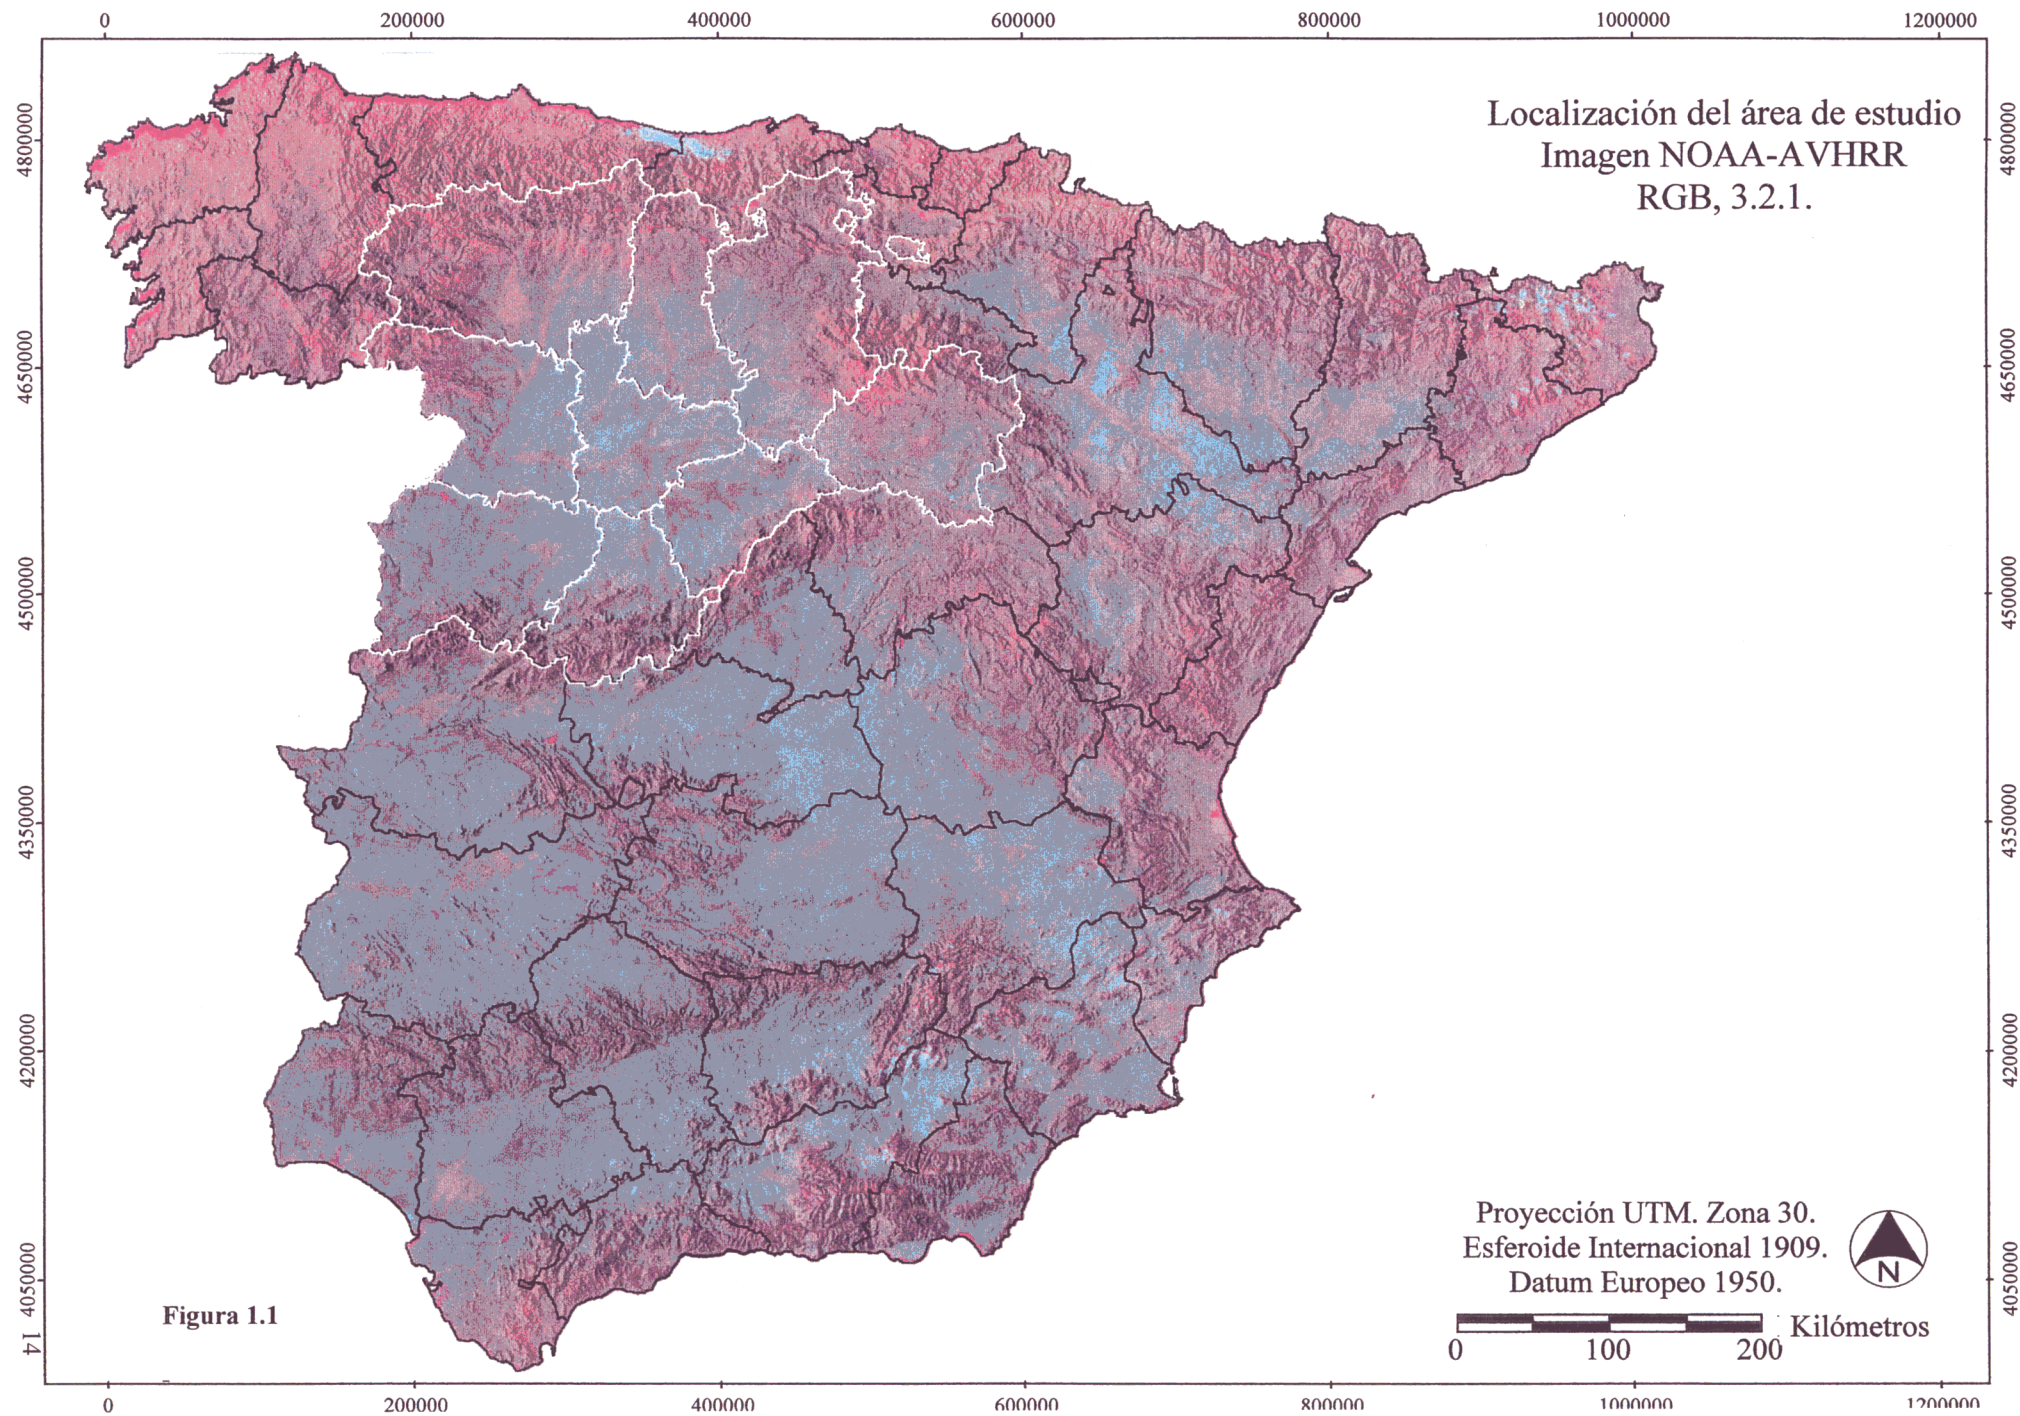 0 200000 400000 600000 800000 1000000 1200000
Localización del área de estudio
Imagen NOAA-AVHRR
RGB, 3.2.1.
4800000 4800000
4650000 4650000
4500000 4500000
4350000 4350000
4200000 4200000
4050000 4050000
Proyección UTM. Zona 30.
Esferoide Internacional 1909.
Datum Europeo 1950.
N
Kilómetros
0 100 200
Figura 1.1
14
0 200000 400000 600000 800000 1000000 1200000